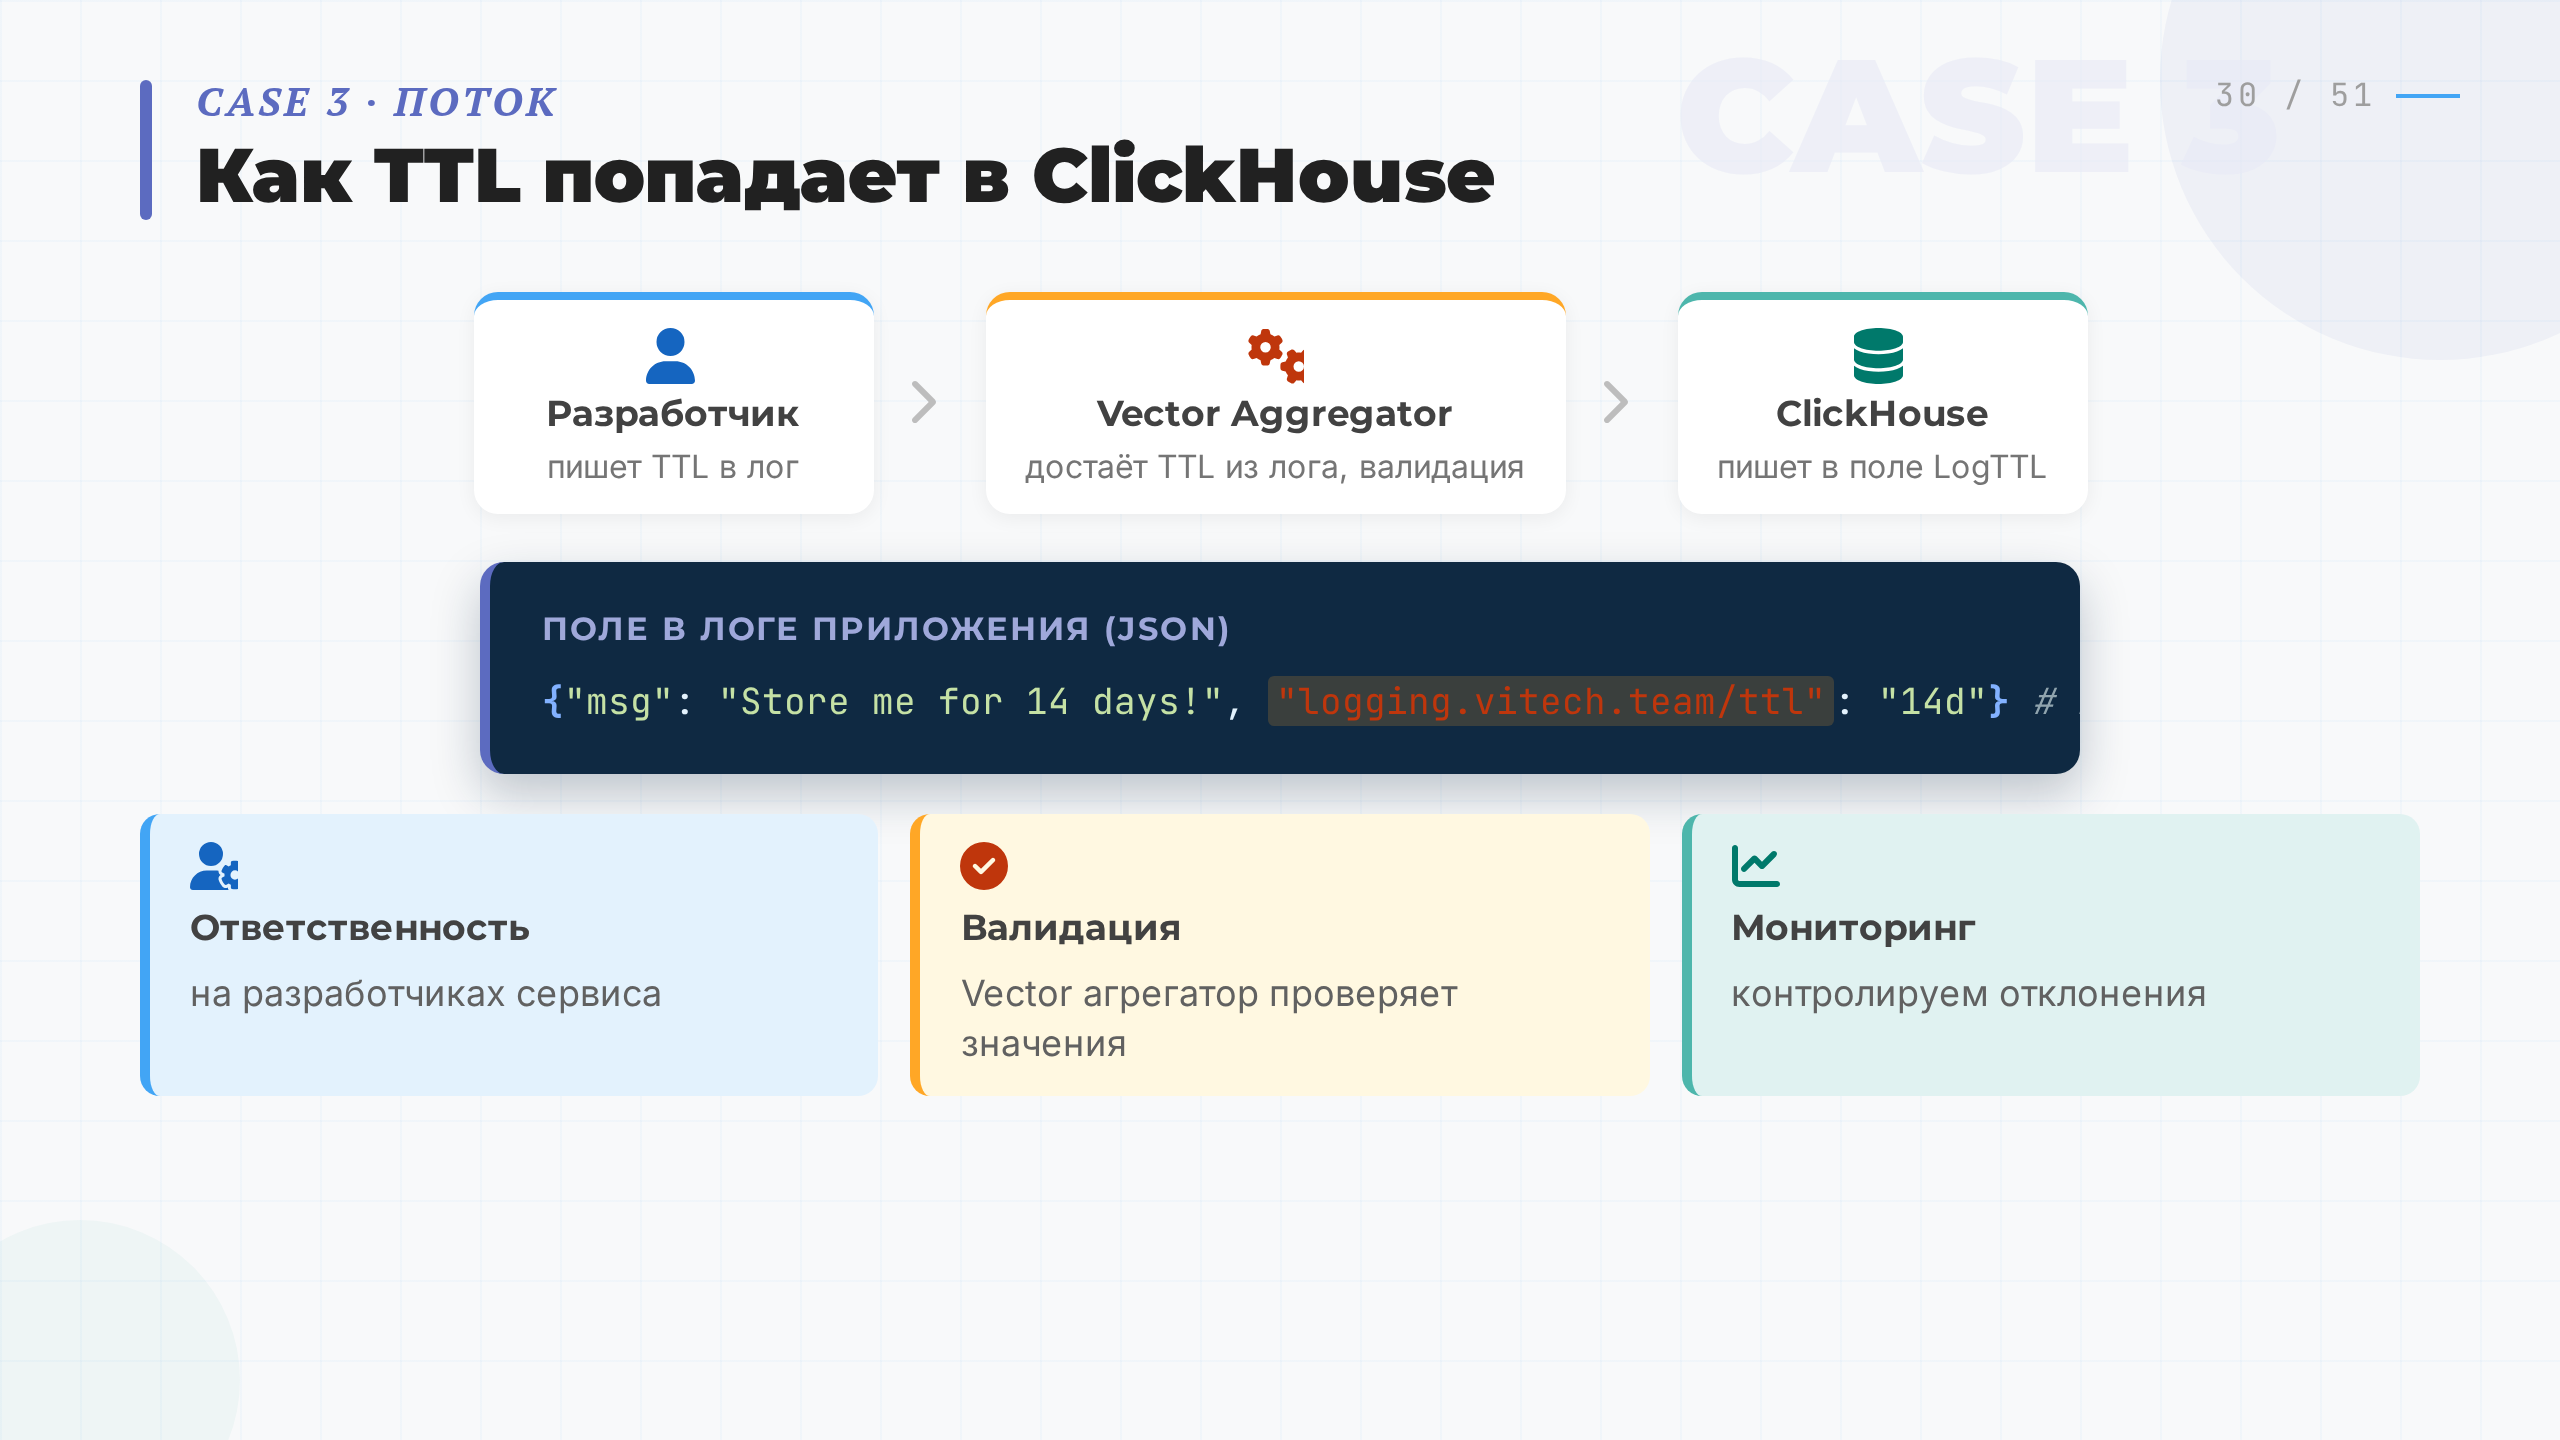 CASE 3 · ПОТОК
Как TTL попадает в ClickHouse
CASE 3
30 / 51
Разработчик
пишет TTL в лог
Vector Aggregator
достаёт TTL из лога, валидация
ClickHouse
пишет в поле LogTTL
ПОЛЕ В ЛОГЕ ПРИЛОЖЕНИЯ (JSON)
{"msg": "Store me for 14 days!", "logging.vitech.team/ttl": "14d"} #
Ответственность
на разработчиках сервиса
Валидация
Vector агрегатор проверяет
значения
Мониторинг
контролируем отклонения